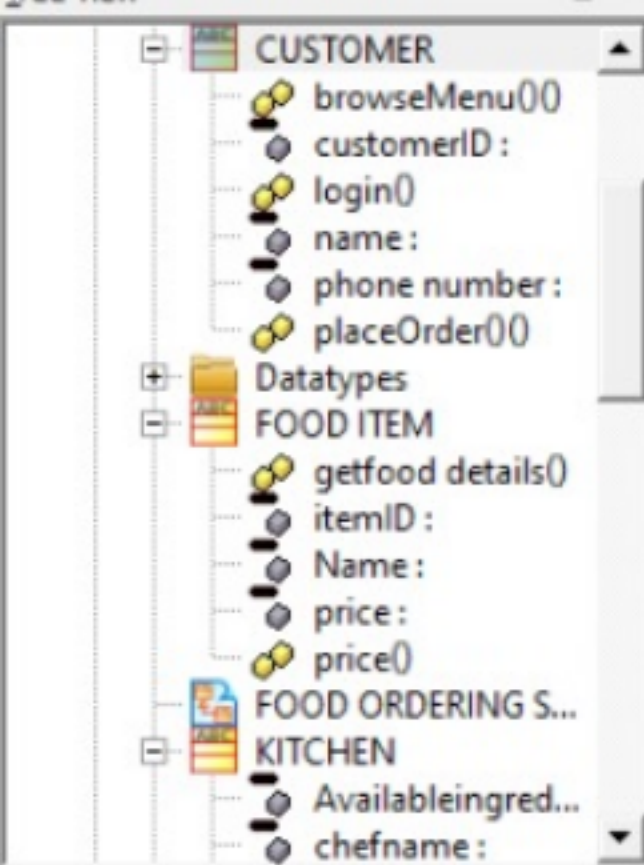 CUSTOMER
browseMenu()()
customerID :
login()
name :
phone number :
placeOrder()()
Datatypes
FOOD ITEM
getfood details()
itemID :
Name :
price :
price()
FOOD ORDERING S...
KITCHEN
Availableingred...
chefname :